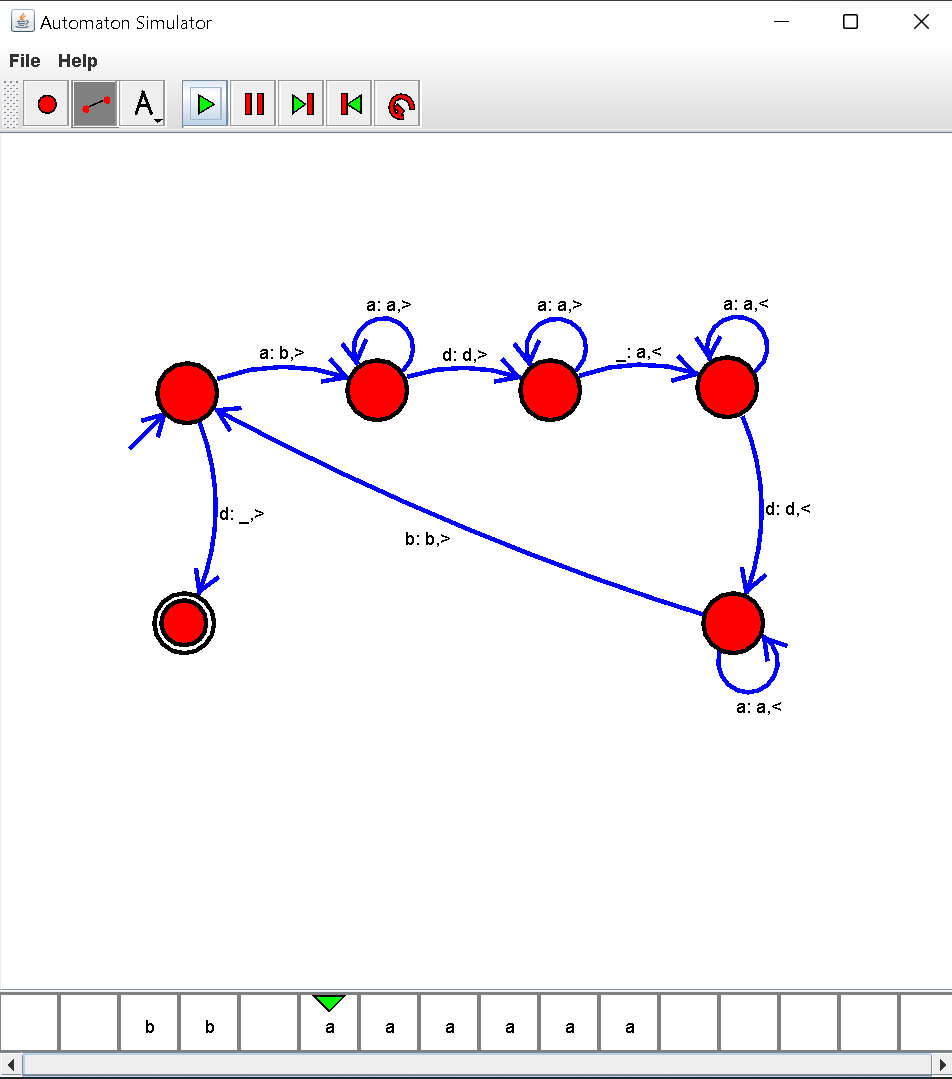 Automaton Simulator
File Help
A
a: a,> a: a,> a: a,<
a: b,> d: d,> _: a,<
d: _,> d: d,<
b: b,>
a: a,<
b b a a a a a a